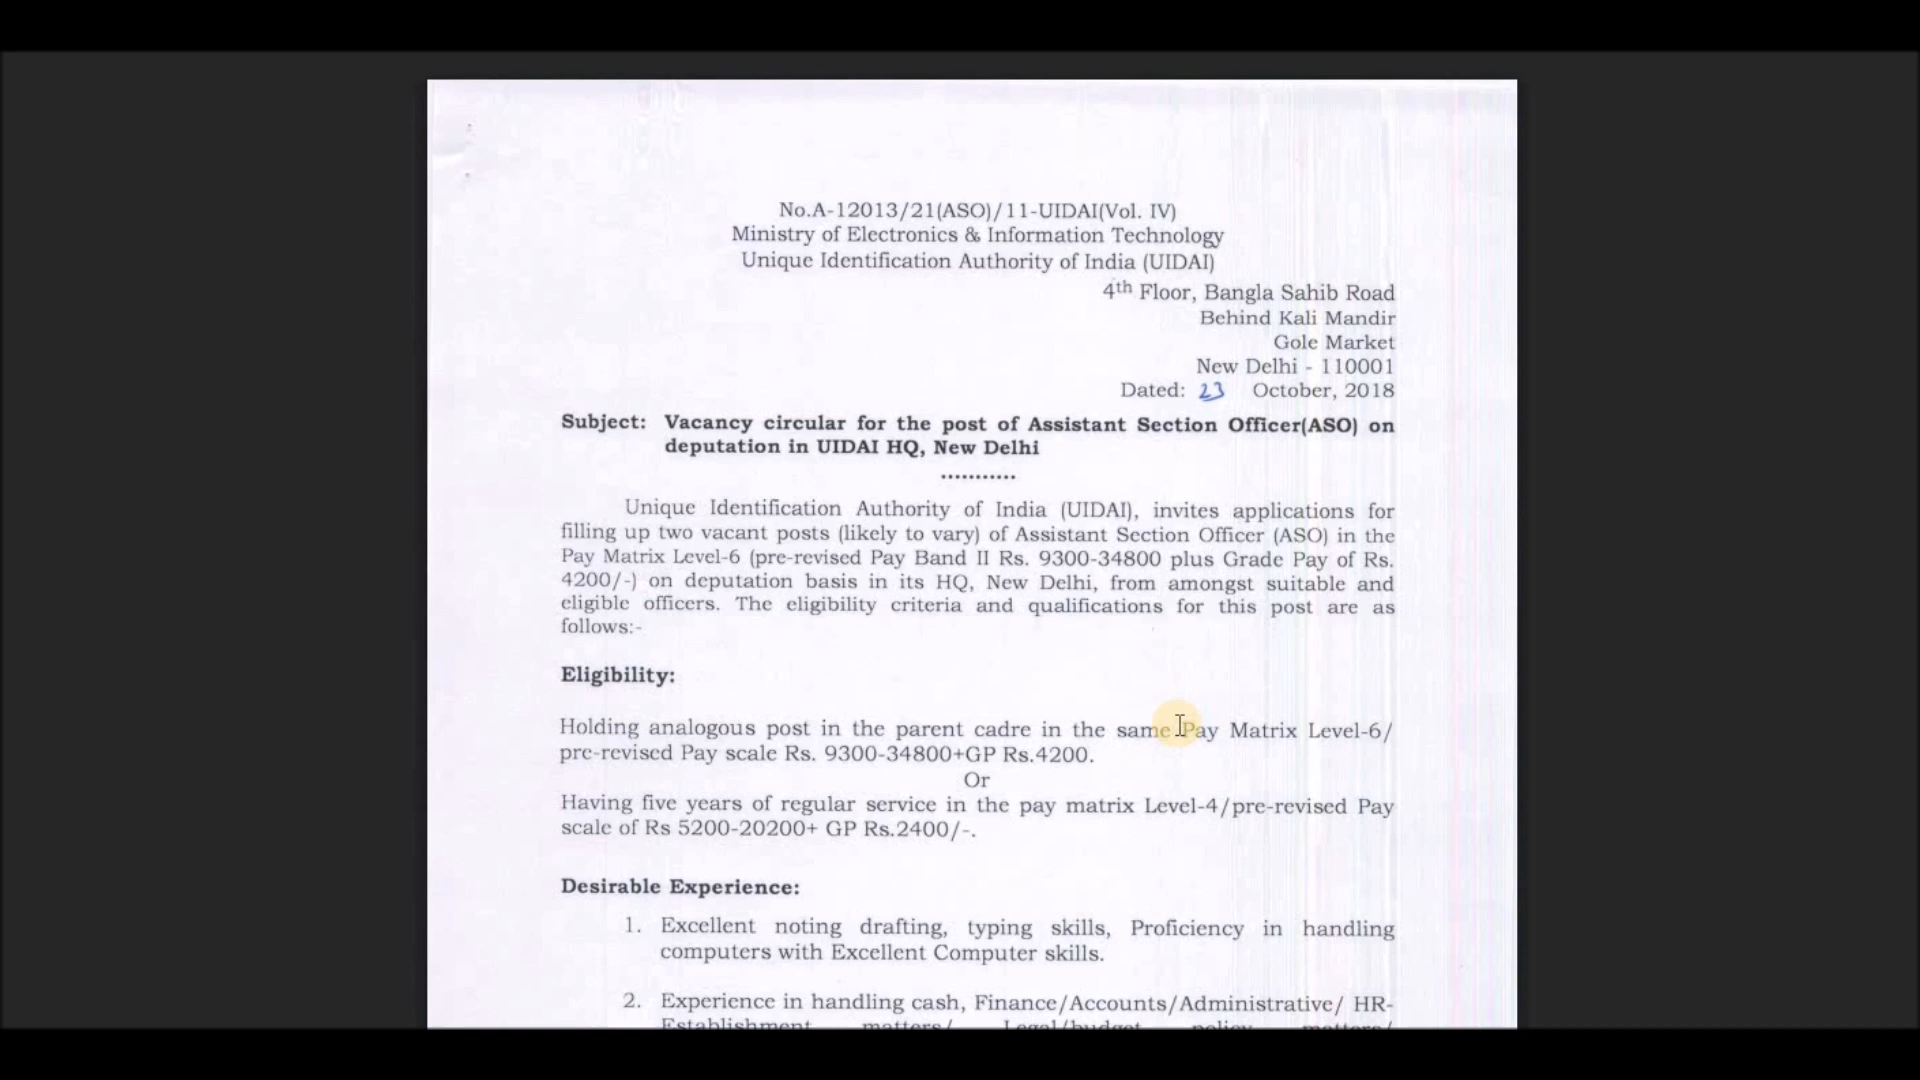 No.A-12013/21(ASO)/11-UIDAI(Vol. IV)
Ministry of Electronics & Information Technology
Unique Identification Authority of India (UIDAI)
4th Floor, Bangla Sahib Road
Behind Kali Mandir
Gole Market
New Delhi - 110001
Dated: 23 October, 2018
Subject: Vacancy circular for the post of Assistant Section Officer(ASO) on
deputation in UIDAI HQ, New Delhi
...........
Unique Identification Authority of India (UIDAI), invites applications for
filling up two vacant posts (likely to vary) of Assistant Section Officer (ASO) in the
Pay Matrix Level-6 (pre-revised Pay Band II Rs. 9300-34800 plus Grade Pay of Rs.
4200/-) on deputation basis in its HQ, New Delhi, from amongst suitable and
eligible officers. The eligibility criteria and qualifications for this post are as
follows:-
Eligibility:
Holding analogous post in the parent cadre in the same Pay Matrix Level-6/
pre-revised Pay scale Rs. 9300-34800+GP Rs.4200.
Or
Having five years of regular service in the pay matrix Level-4/pre-revised Pay
scale of Rs 5200-20200+ GP Rs.2400/-.
Desirable Experience:
1. Excellent noting drafting, typing skills, Proficiency in handling
computers with Excellent Computer skills.
2. Experience in handling cash, Finance/Accounts/Administrative/ HR-
Establishment matters/ Legal/budget policy matters/